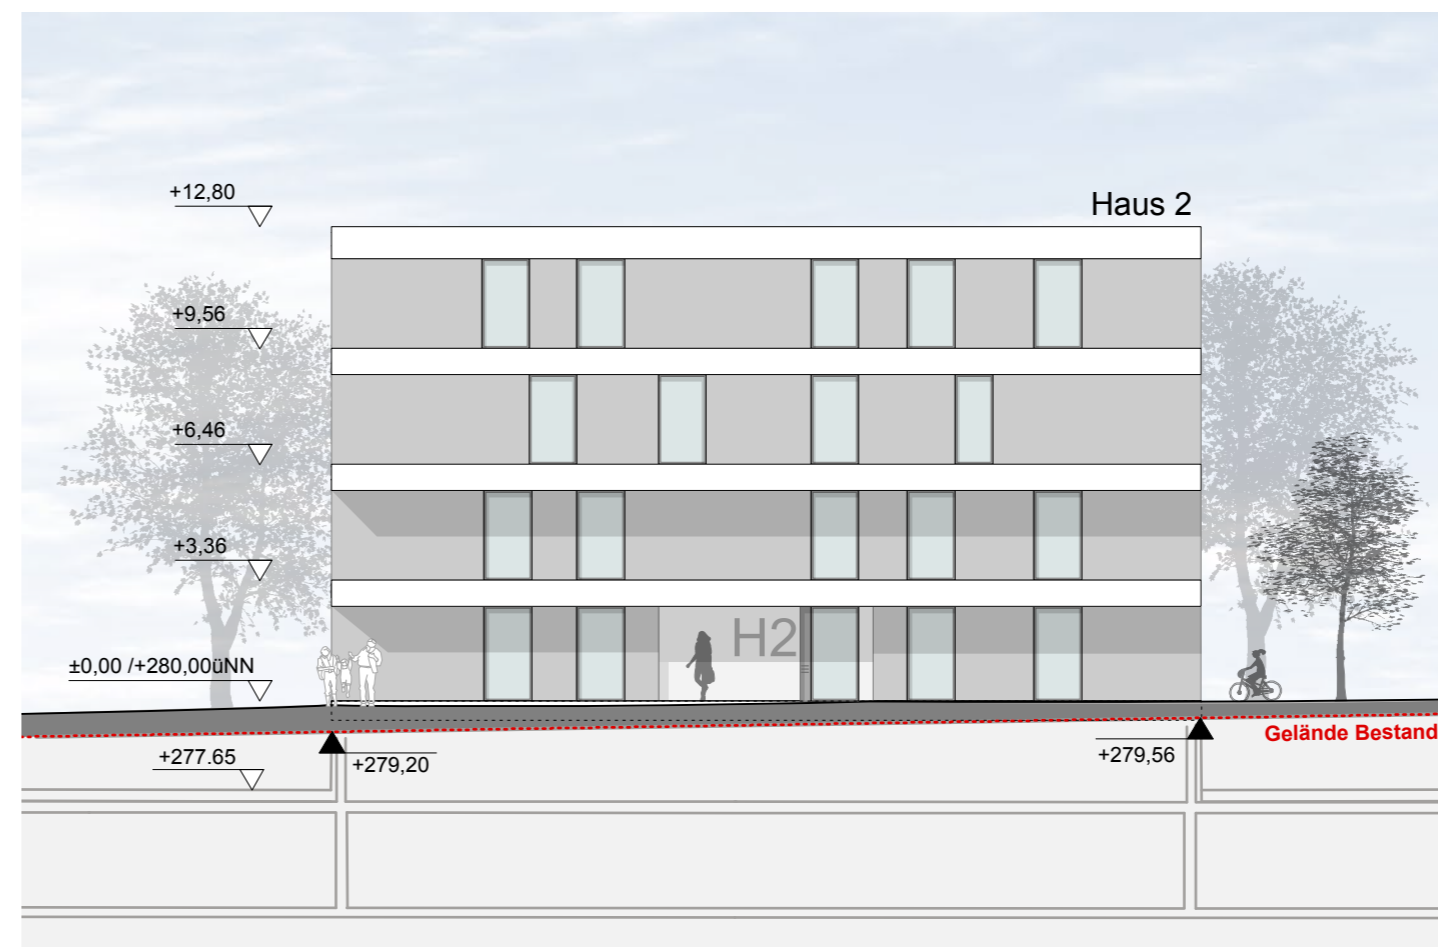 +12,80
Haus 2
+9,56
+6,46
+3,36
H2
±0,00 /+280,00üNN
Gelände Bestand
+277.65
+279,20
+279,56